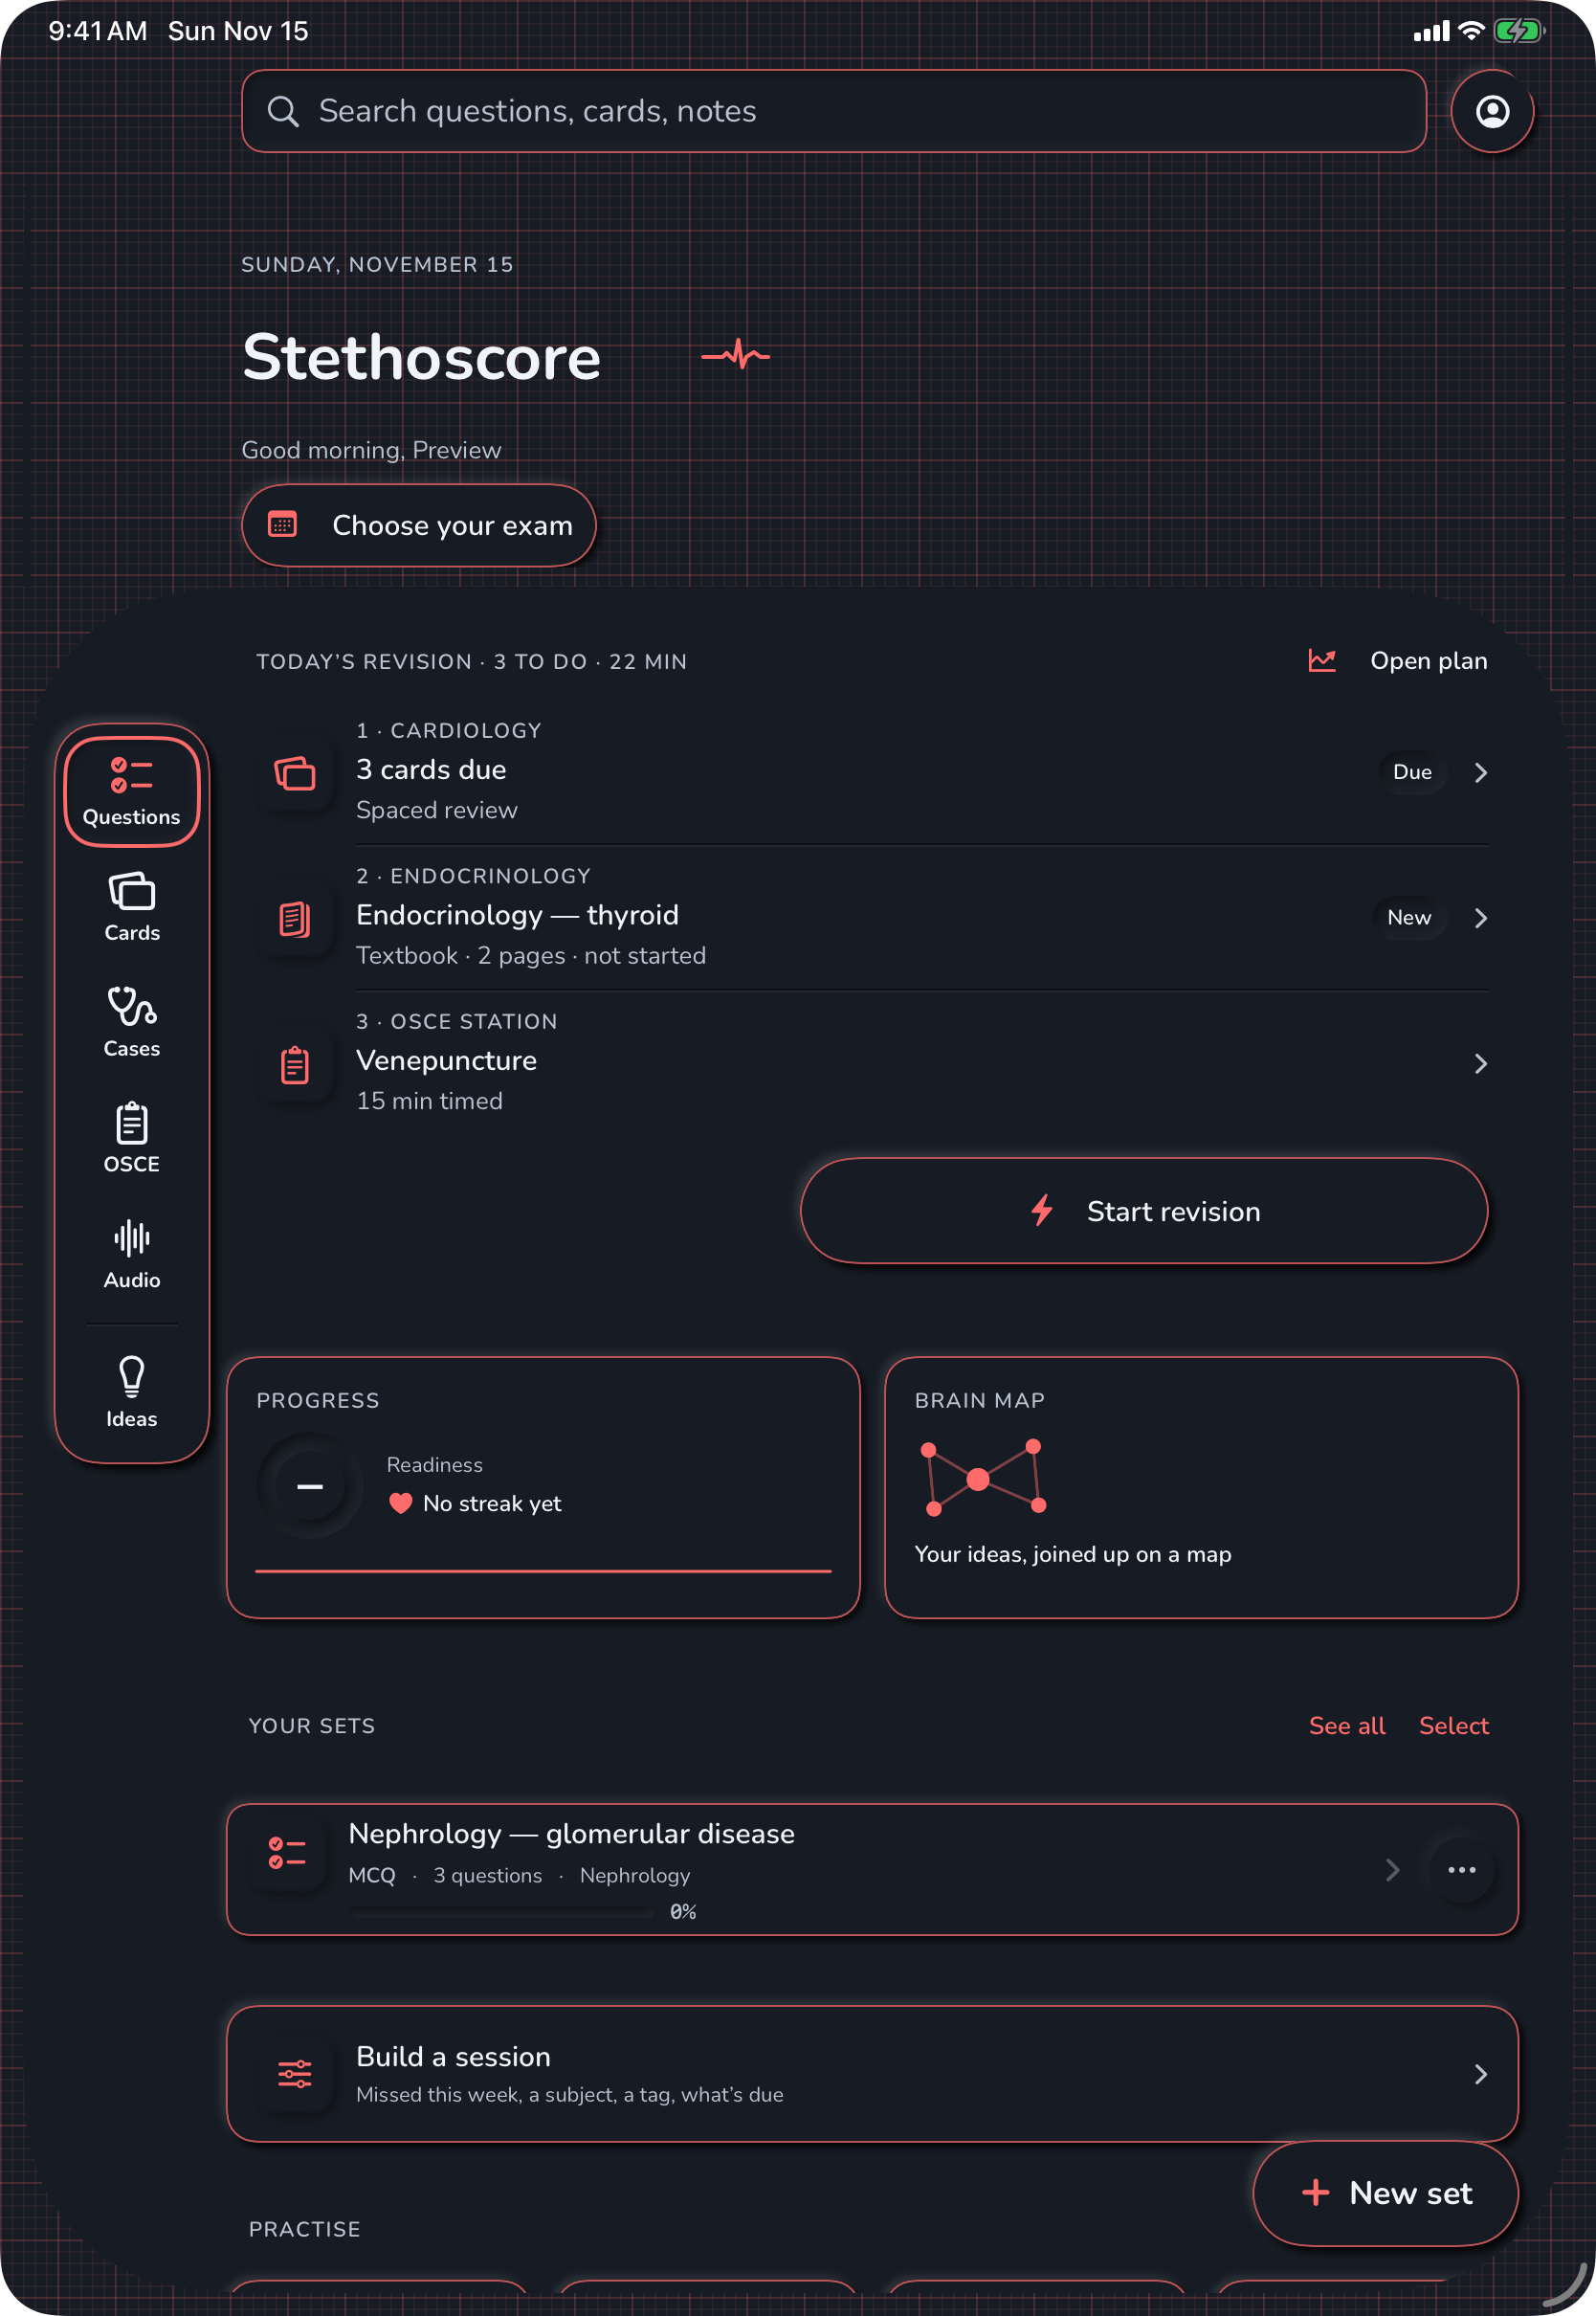 9:41 AM Sun Nov 15
Search questions, cards, notes
SUNDAY, NOVEMBER 15
Stethoscore
Good morning, Preview
Choose your exam
TODAY’S REVISION · 3 TO DO · 22 MIN
Open plan
1 · CARDIOLOGY
3 cards due
Spaced review
Due
2 · ENDOCRINOLOGY
Endocrinology — thyroid
Textbook · 2 pages · not started
New
3 · OSCE STATION
Venepuncture
15 min timed
Start revision
Questions
Cards
Cases
OSCE
Audio
Ideas
PROGRESS
Readiness
No streak yet
BRAIN MAP
Your ideas, joined up on a map
YOUR SETS
See all
Select
Nephrology — glomerular disease
MCQ · 3 questions · Nephrology
0%
Build a session
Missed this week, a subject, a tag, what’s due
New set
PRACTISE